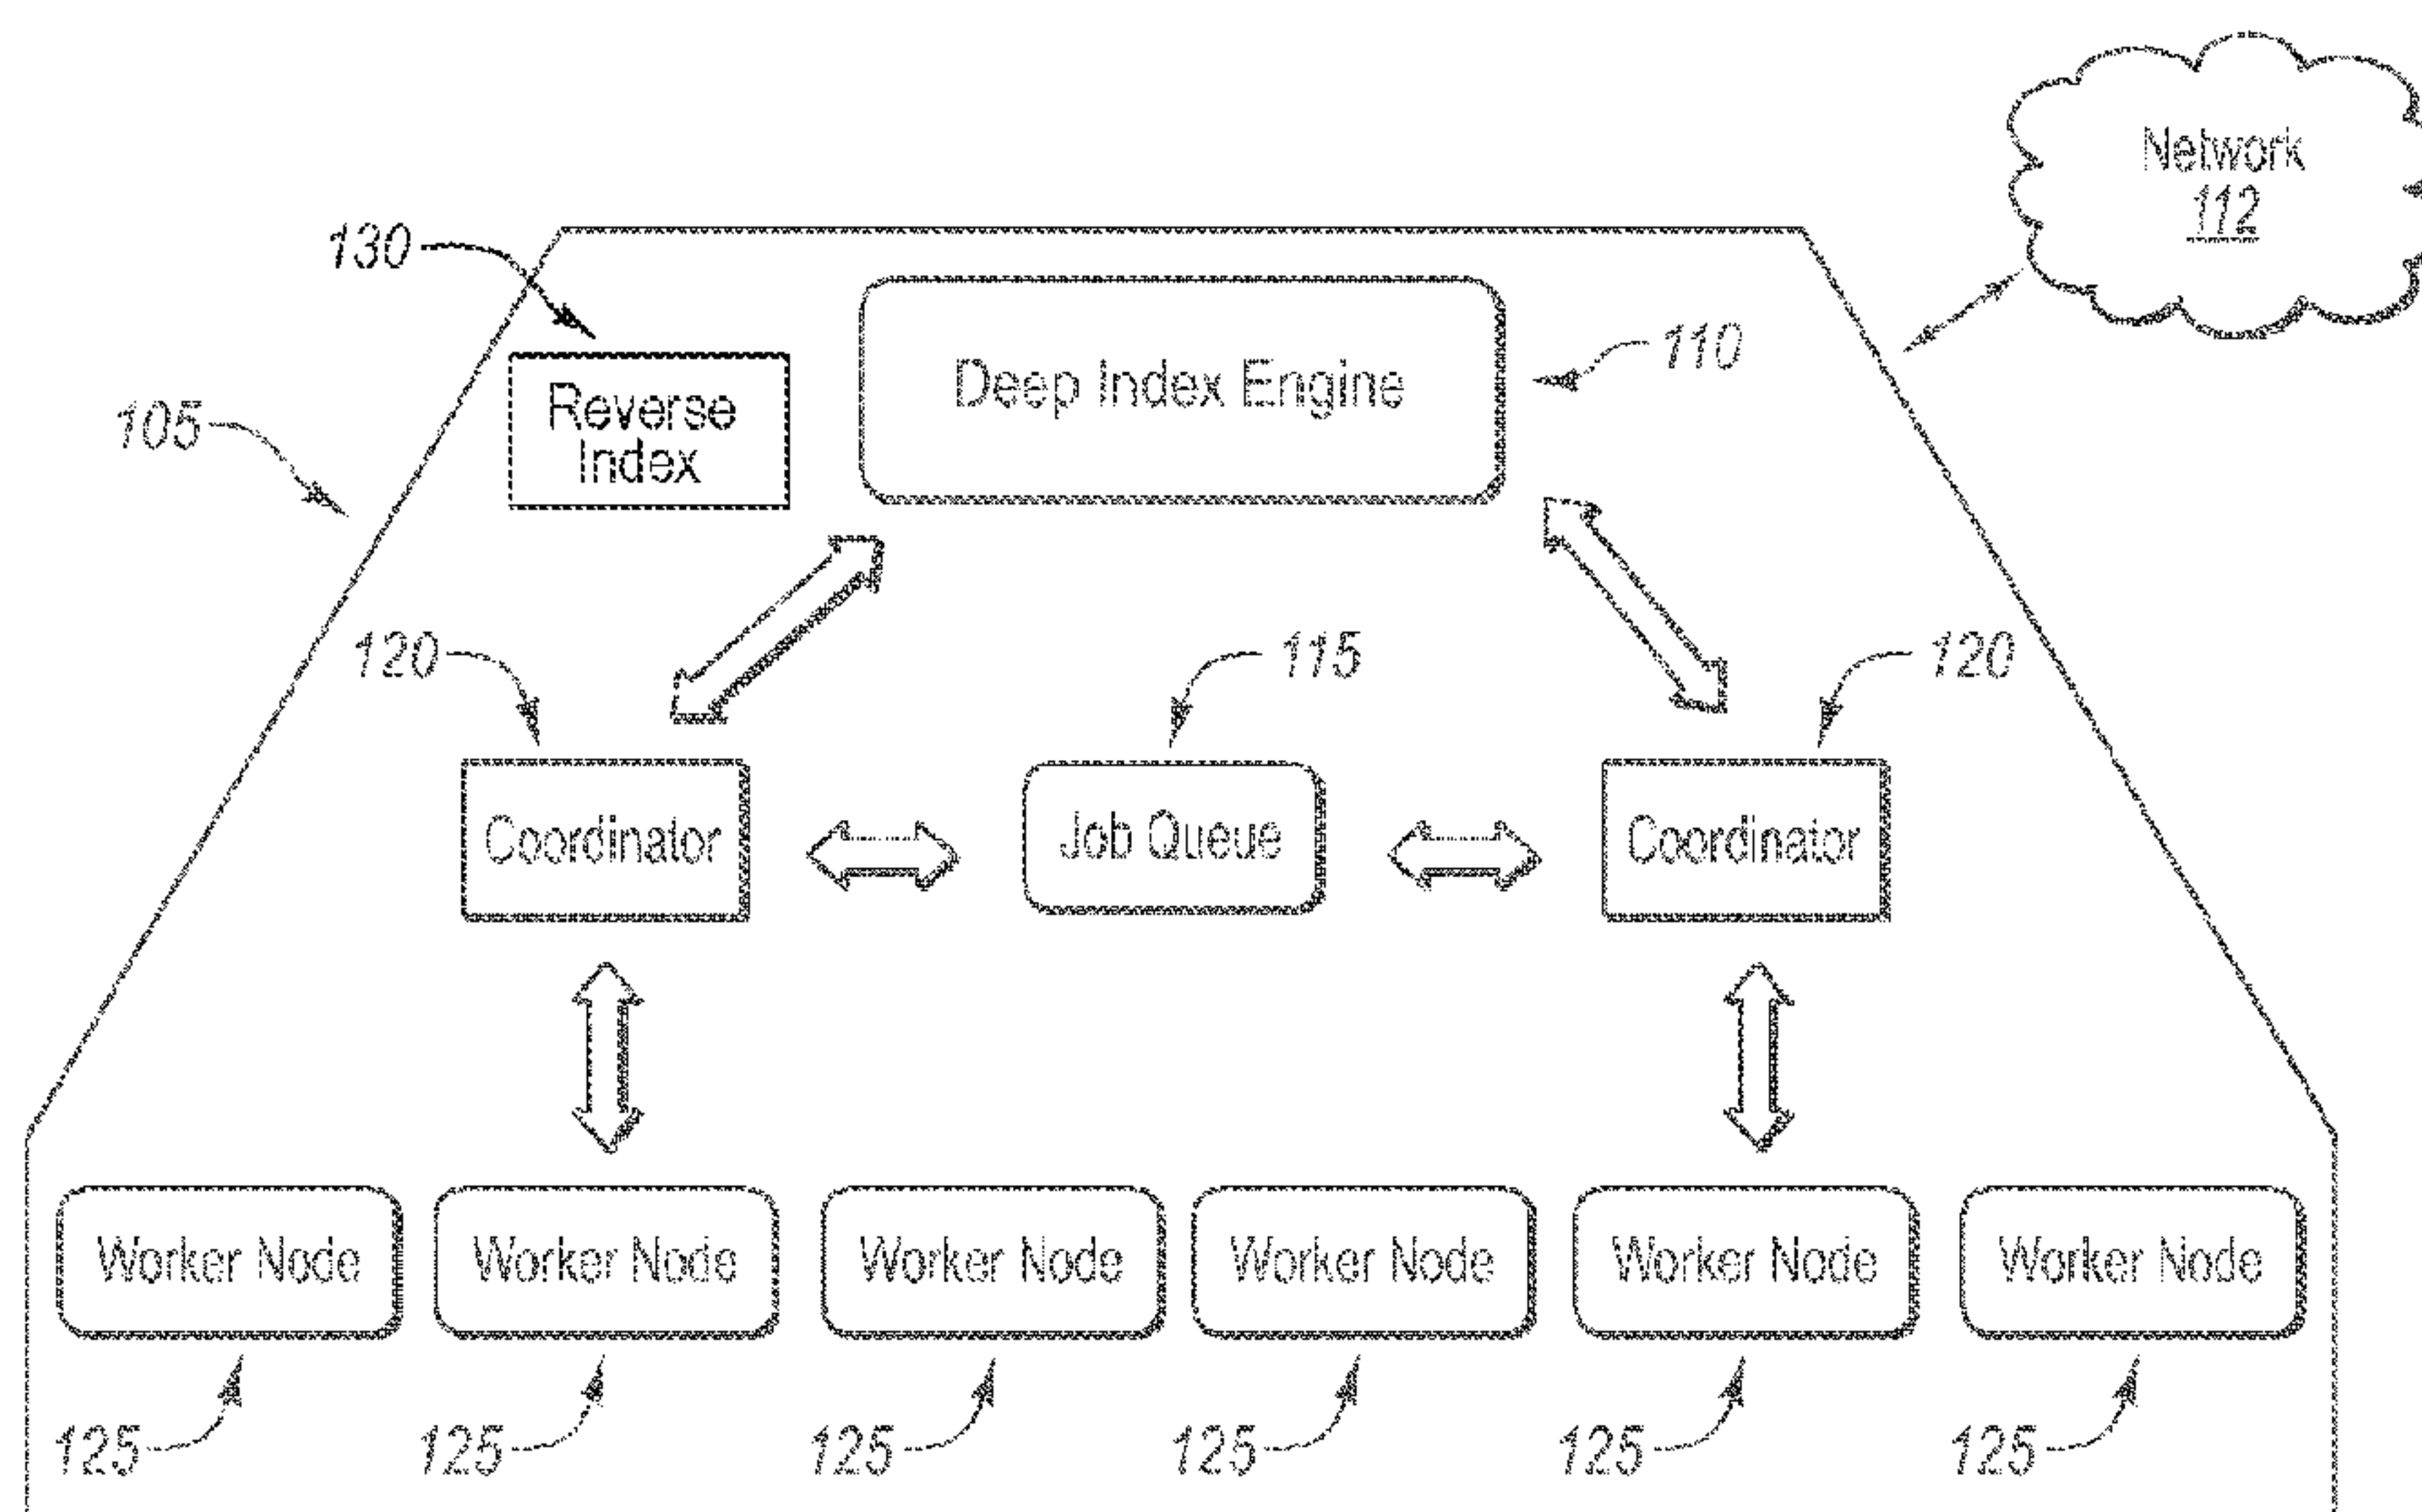 Network
112
130
110
Deep Index Engine
Reverse
Index
105
120
115
120
Coordinator
Job Queue
Coordinator
Worker Node
Worker Node
Worker Node
Worker Node
Worker Node
Worker Node
125
125
125
125
125
125